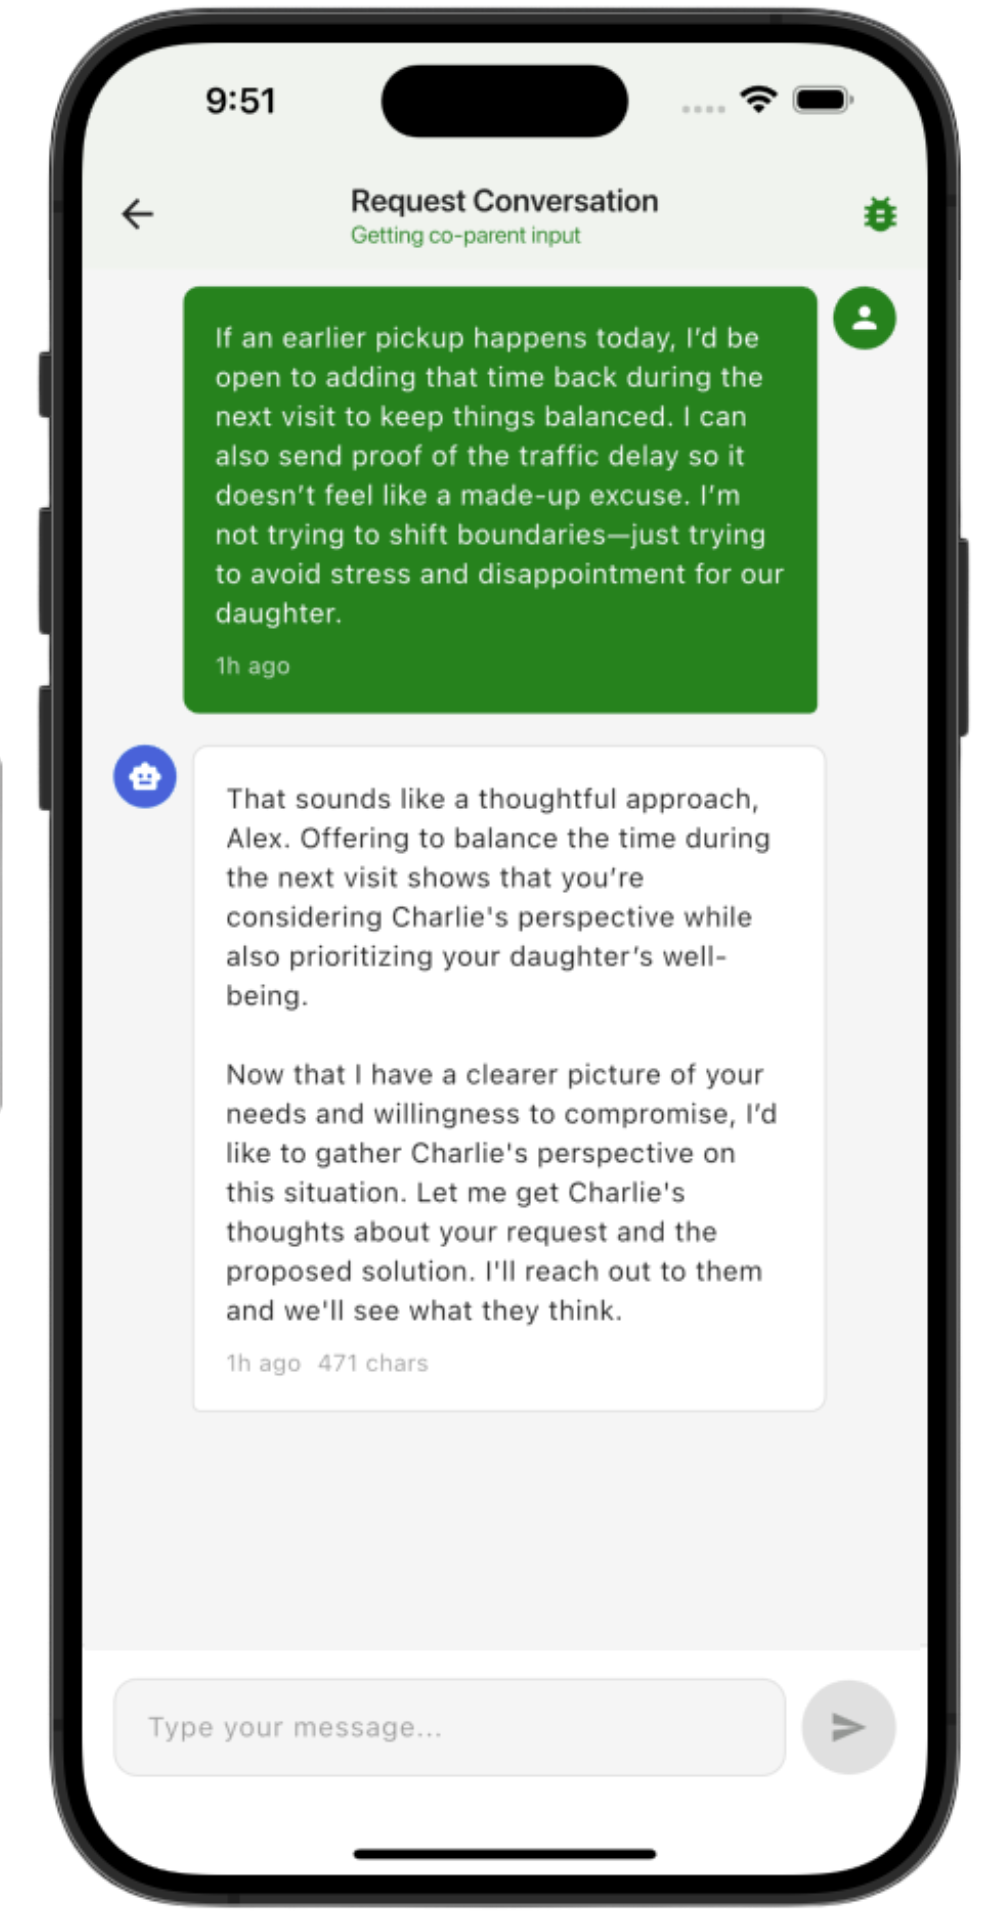 9:51
Request Conversation
Getting co-parent input
If an earlier pickup happens today, I’d be
open to adding that time back during the
next visit to keep things balanced. I can
also send proof of the traffic delay so it
doesn’t feel like a made-up excuse. I’m
not trying to shift boundaries—just trying
to avoid stress and disappointment for our
daughter.
1h ago
That sounds like a thoughtful approach,
Alex. Offering to balance the time during
the next visit shows that you’re
considering Charlie's perspective while
also prioritizing your daughter’s well-
being.
Now that I have a clearer picture of your
needs and willingness to compromise, I’d
like to gather Charlie's perspective on
this situation. Let me get Charlie's
thoughts about your request and the
proposed solution. I'll reach out to them
and we'll see what they think.
1h ago 471 chars
Type your message...